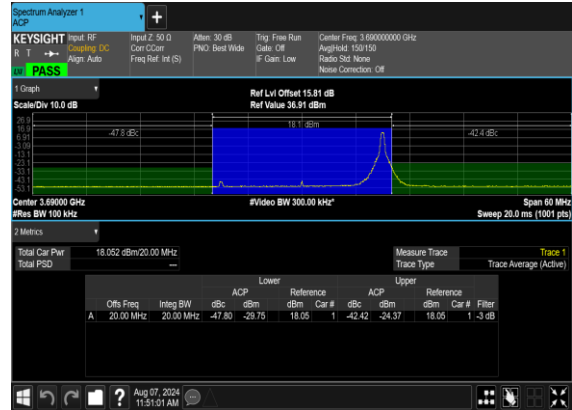 Spectrum Analyzer 1
ACP
KEYSIGHT Input: RF Input Z: 50 Ω Atten: 30 dB Trig: Free Run Center Freq: 3.690000000 GHz
R T Coupling: DC Corr CCorr PNO: Best Wide Gate: Off Avg|Hold: 150/150
Align: Auto Freq Ref: Int (S) IF Gain: Low Radio Std: None
PASS Noise Correction: Off
1 Graph Ref Lvl Offset 15.81 dB
Scale/Div 10.0 dB Ref Value 36.91 dBm
26.9
16.9 18.1 dBm
6.91 -47.8 dBc -42.4 dBc
-3.09
-13.1
-23.1
-33.1
-43.1
-53.1
Center 3.69000 GHz #Video BW 300.00 kHz* Span 60 MHz
#Res BW 100 kHz Sweep 20.0 ms (1001 pts)
2 Metrics
Total Car Pwr 18.052 dBm/20.00 MHz Measure Trace Trace 1
Total PSD --- Trace Type Trace Average (Active)
Lower Upper
ACP Reference ACP Reference
Offs Freq Integ BW dBc dBm dBm Car # dBc dBm dBm Car # Filter
A 20.00 MHz 20.00 MHz -47.80 -29.75 18.05 1 -42.42 -24.37 18.05 1 -3 dB
? Aug 07, 2024
11:51:01 AM